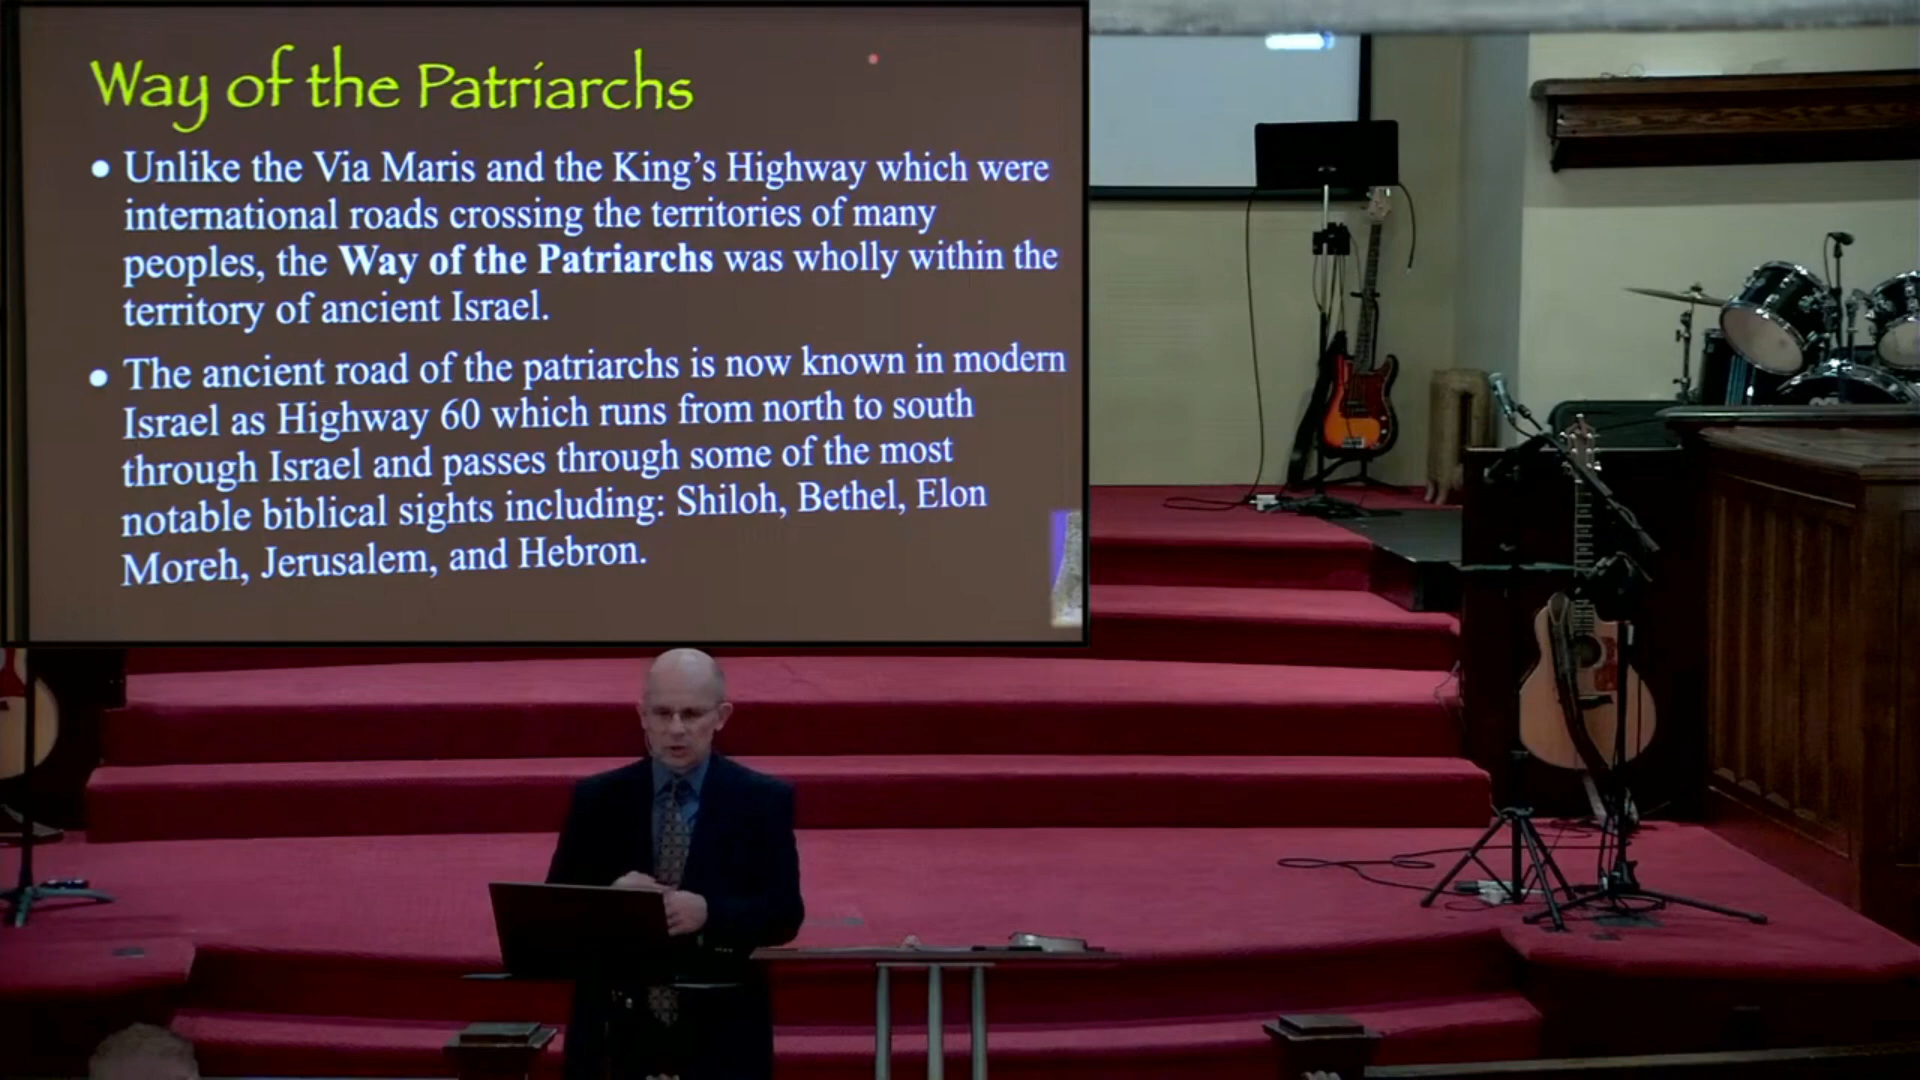 Way of the Patriarchs
• Unlike the Via Maris and the King's Highway which were
international roads crossing the territories of many
peoples, the Way of the Patriarchs was wholly within the
territory of ancient Israel.
• The ancient road of the patriarchs is now known in modern
Israel as Highway 60 which runs from north to south
through Israel and passes through some of the most
notable biblical sights including: Shiloh, Bethel, Elon
Moreh, Jerusalem, and Hebron.